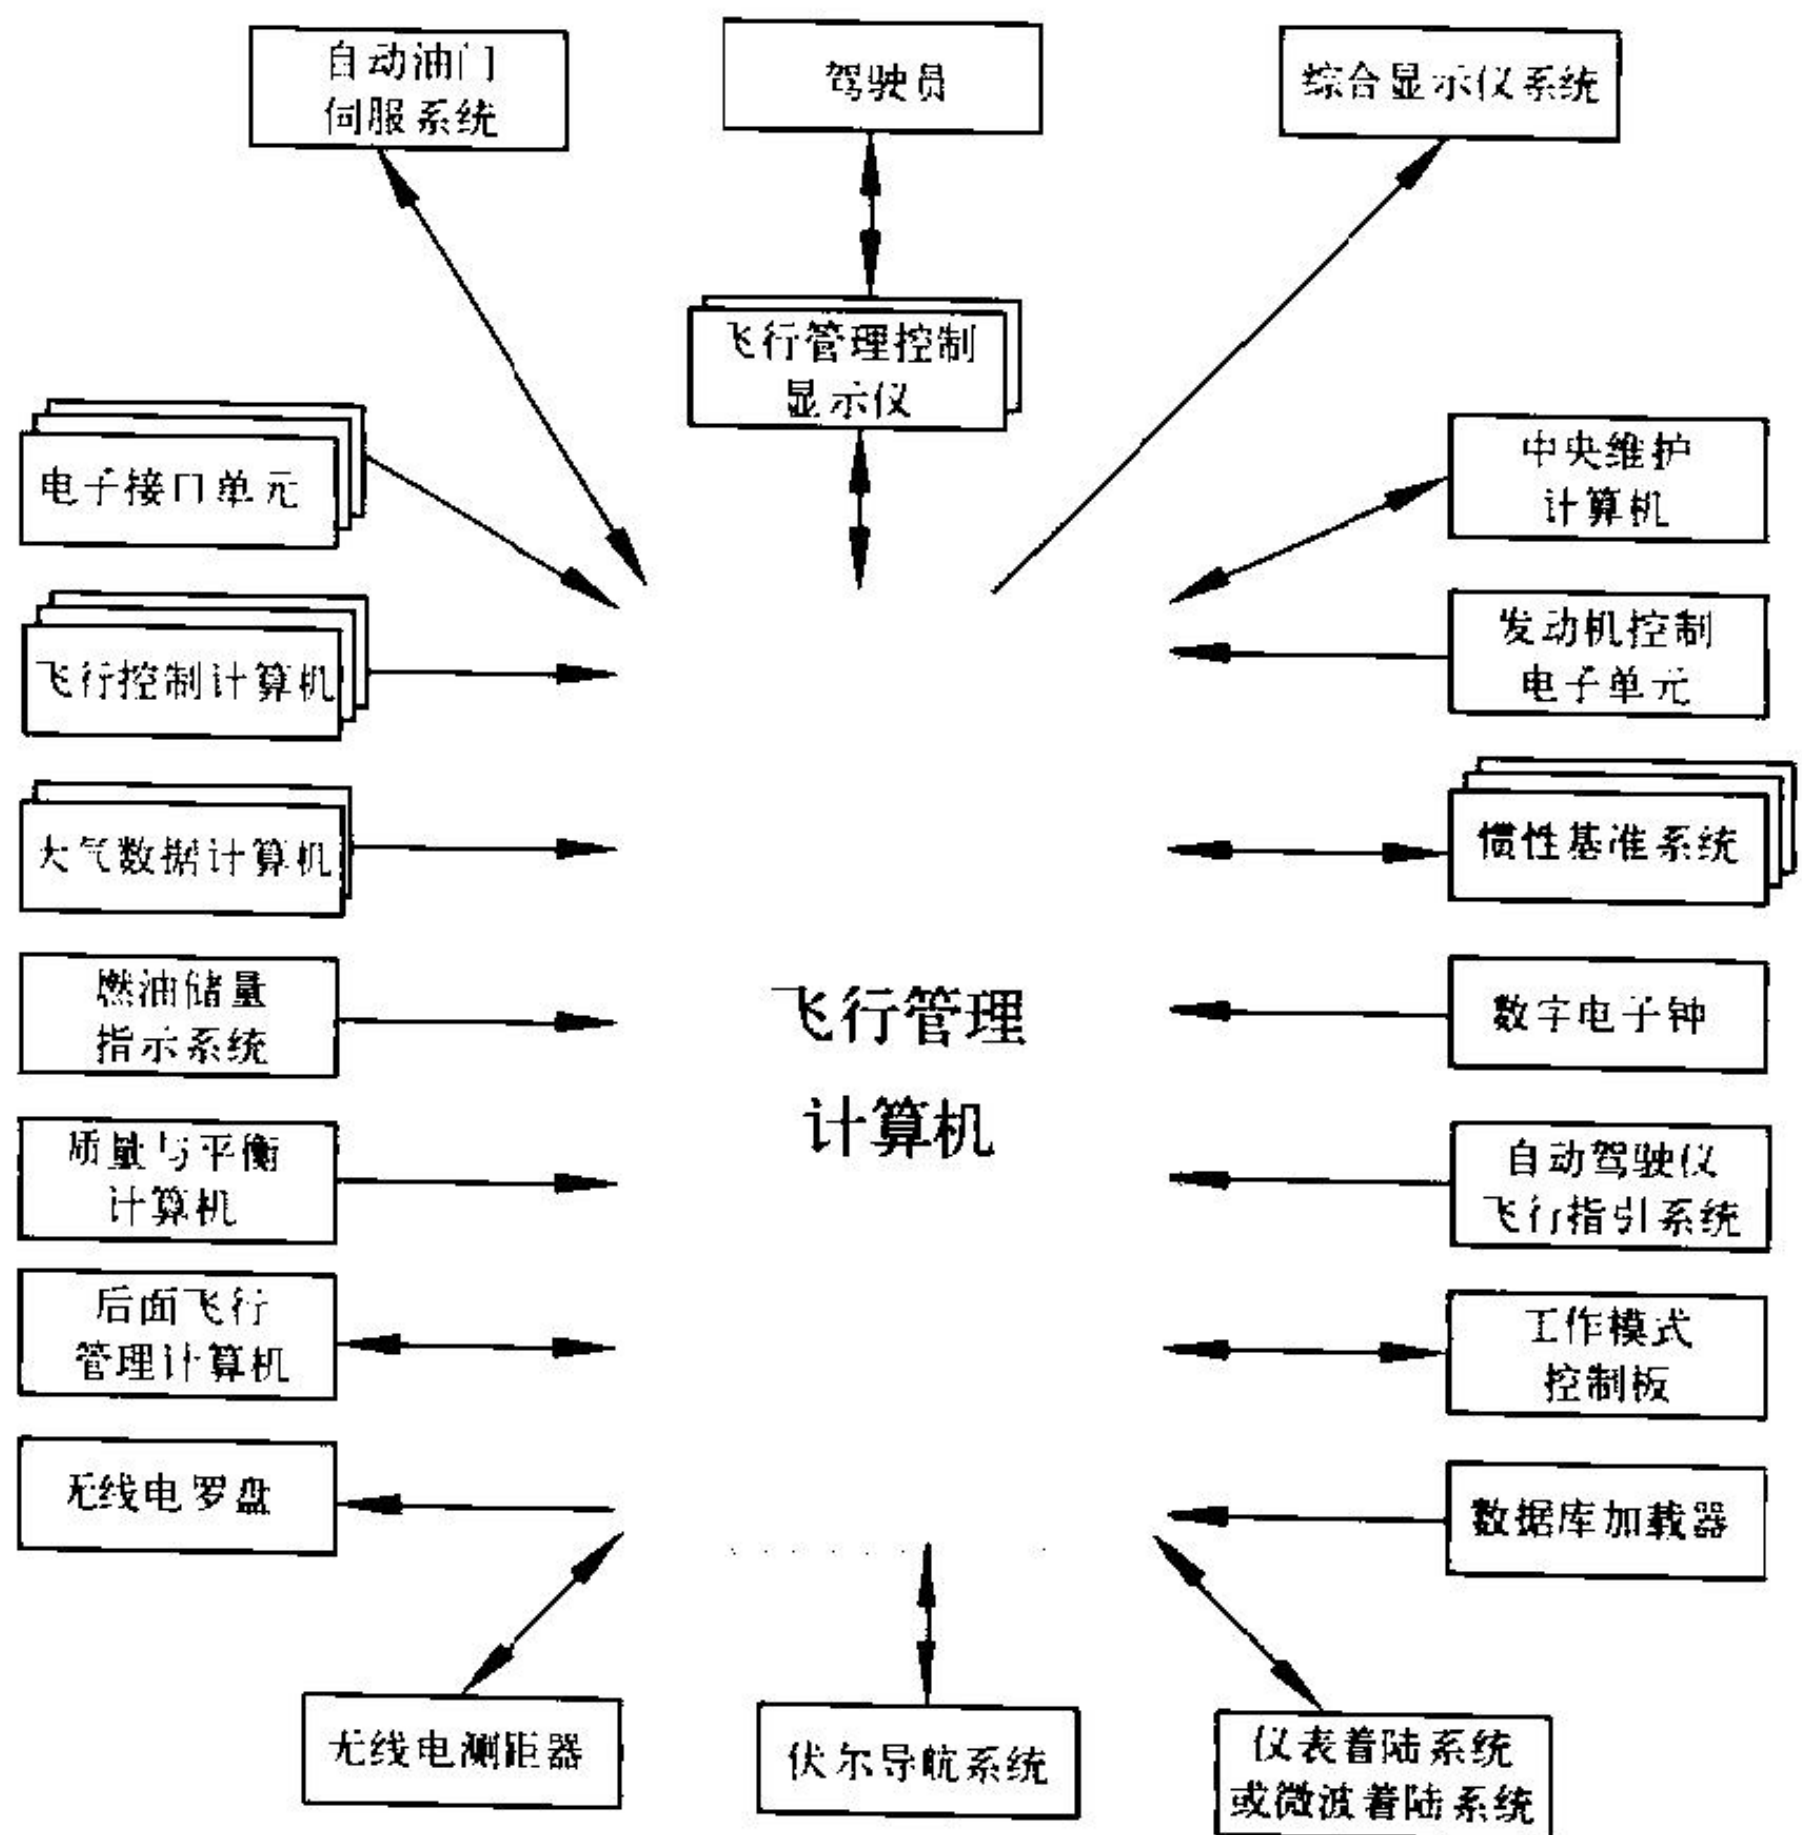 自动油门
伺服系统
驾驶员
综合显示仪系统
飞行管理控制
显示仪
电子接口单元
中央维护
计算机
飞行控制计算机
发动机控制
电子单元
大气数据计算机
惯性基准系统
燃油储量
指示系统
飞行管理
计算机
数字电子钟
质量与平衡
计算机
自动驾驶仪
飞行指引系统
后面飞行
管理计算机
工作模式
控制板
无线电罗盘
数据库加载器
无线电测距器
伏尔导航系统
仪表着陆系统
或微波着陆系统